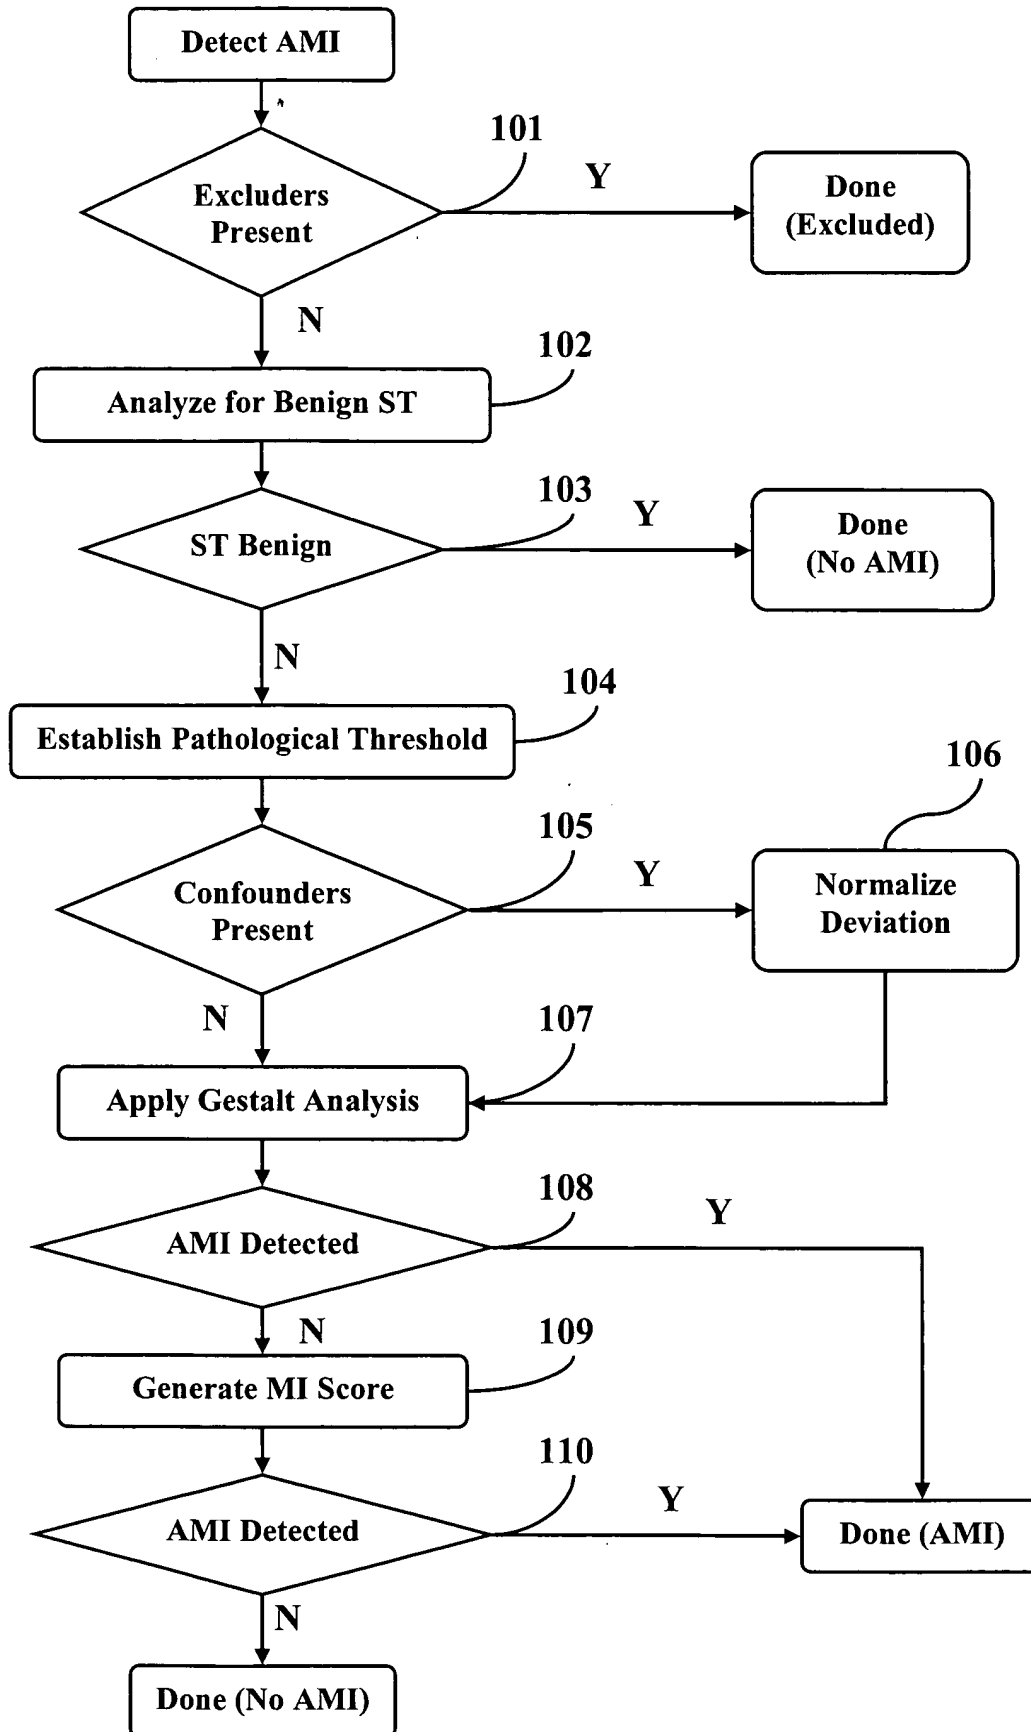 Detect AMI
101
Excluders
Present
Y
Done
(Excluded)
N
102
Analyze for Benign ST
103
ST Benign
Y
Done
(No AMI)
N
104
Establish Pathological Threshold
105
106
Confounders
Present
Y
Normalize
Deviation
N
107
Apply Gestalt Analysis
108
AMI Detected
Y
N
109
Generate MI Score
110
AMI Detected
Y
Done (AMI)
N
Done (No AMI)